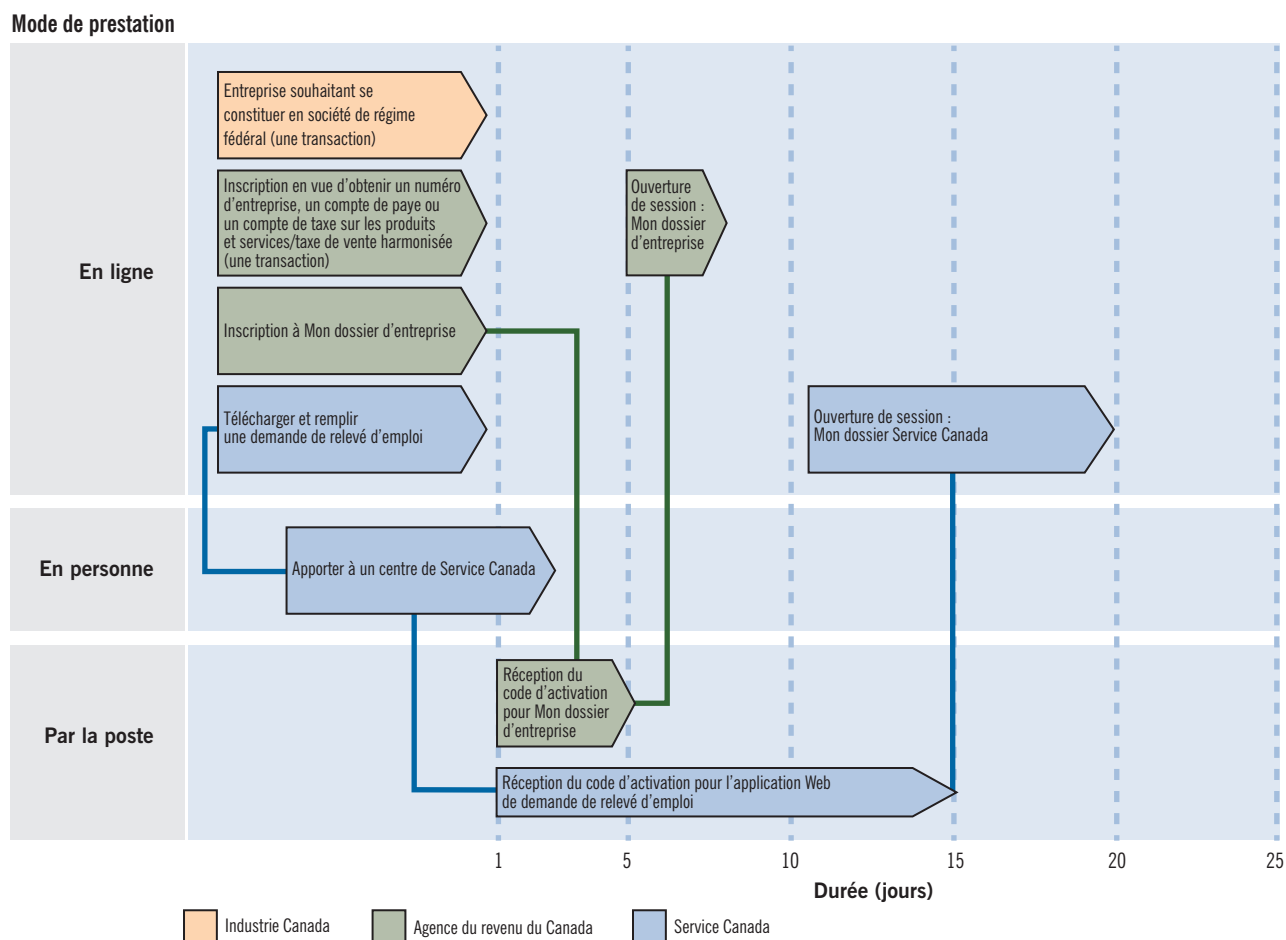 Mode de prestation
En ligne
Entreprise souhaitant se
constituer en société de régime
fédéral (une transaction)
Inscription en vue d'obtenir un numéro
d'entreprise, un compte de paye ou
un compte de taxe sur les produits
et services/taxe de vente harmonisée
(une transaction)
Ouverture
de session :
Mon dossier
d'entreprise
Inscription à Mon dossier d'entreprise
Télécharger et remplir
une demande de relevé d'emploi
Ouverture de session :
Mon dossier Service Canada
En personne
Apporter à un centre de Service Canada
Par la poste
Réception du
code d'activation
pour Mon dossier
d'entreprise
Réception du code d'activation pour l'application Web
de demande de relevé d'emploi
1 5 10 15 20 25
Durée (jours)
Industrie Canada Agence du revenu du Canada Service Canada